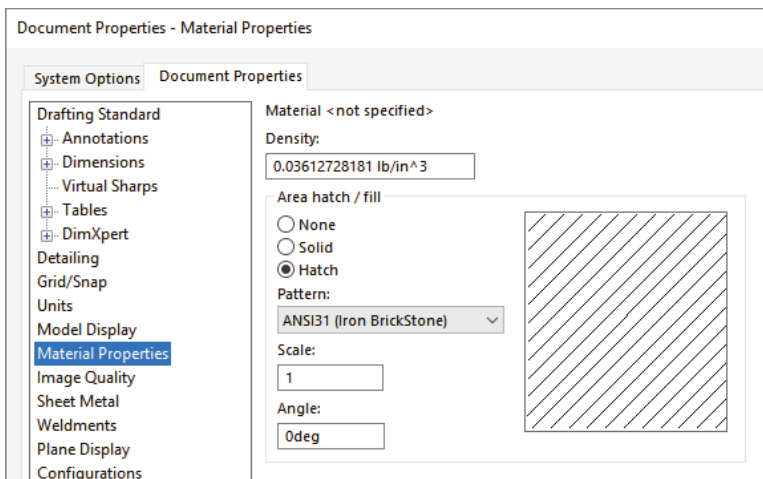 Document Properties - Material Properties
System Options
Document Properties
Drafting Standard
Annotations
Dimensions
Virtual Sharps
Tables
DimXpert
Detailing
Grid/Snap
Units
Model Display
Material Properties
Image Quality
Sheet Metal
Weldments
Plane Display
Configurations
Material <not specified>
Density:
0.03612728181 lb/in^3
Area hatch / fill
None
Solid
Hatch
Pattern:
ANSI31 (Iron BrickStone)
Scale:
1
Angle:
0deg